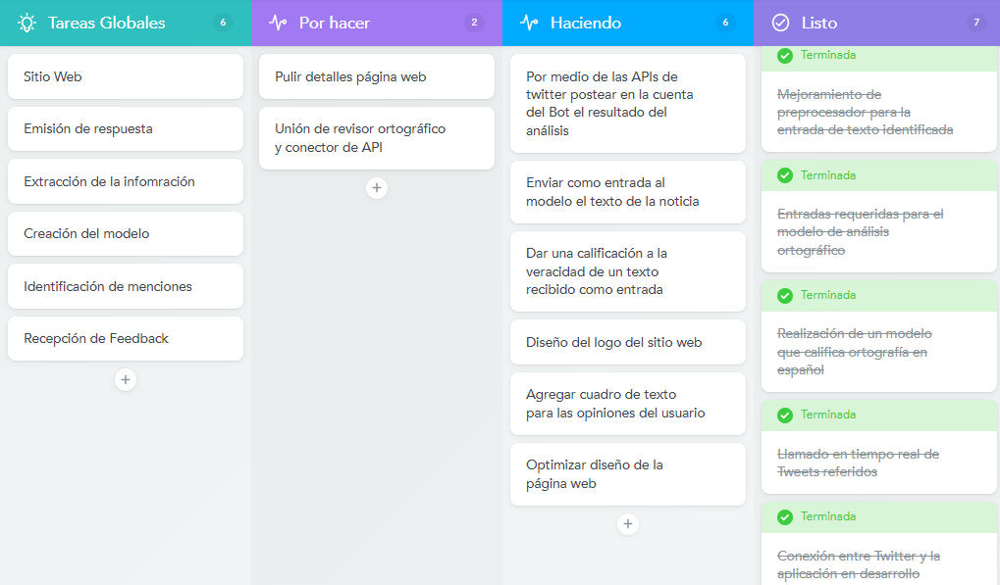 Tareas Globales
6
Sitio Web
Emisión de respuesta
Extracción de la infomración
Creación del modelo
Identificación de menciones
Recepción de Feedback
+
Por hacer
2
Pulir detalles página web
Unión de revisor ortográfico
y conector de API
+
Haciendo
6
Por medio de las APIs de
twitter postear en la cuenta
del Bot el resultado del
análisis
Enviar como entrada al
modelo el texto de la noticia
Dar una calificación a la
veracidad de un texto
recibido como entrada
Diseño del logo del sitio web
Agregar cuadro de texto
para las opiniones del usuario
Optimizar diseño de la
página web
+
Listo
7
Terminada
Mejoramiento de
preprocesador para la
entrada de texto identificada
Terminada
Entradas requeridas para el
modelo de análisis
ortográfico
Terminada
Realización de un modelo
que califica ortografía en
español
Terminada
Llamado en tiempo real de
Tweets referidos
Terminada
Conexión entre Twitter y la
aplicación en desarrollo